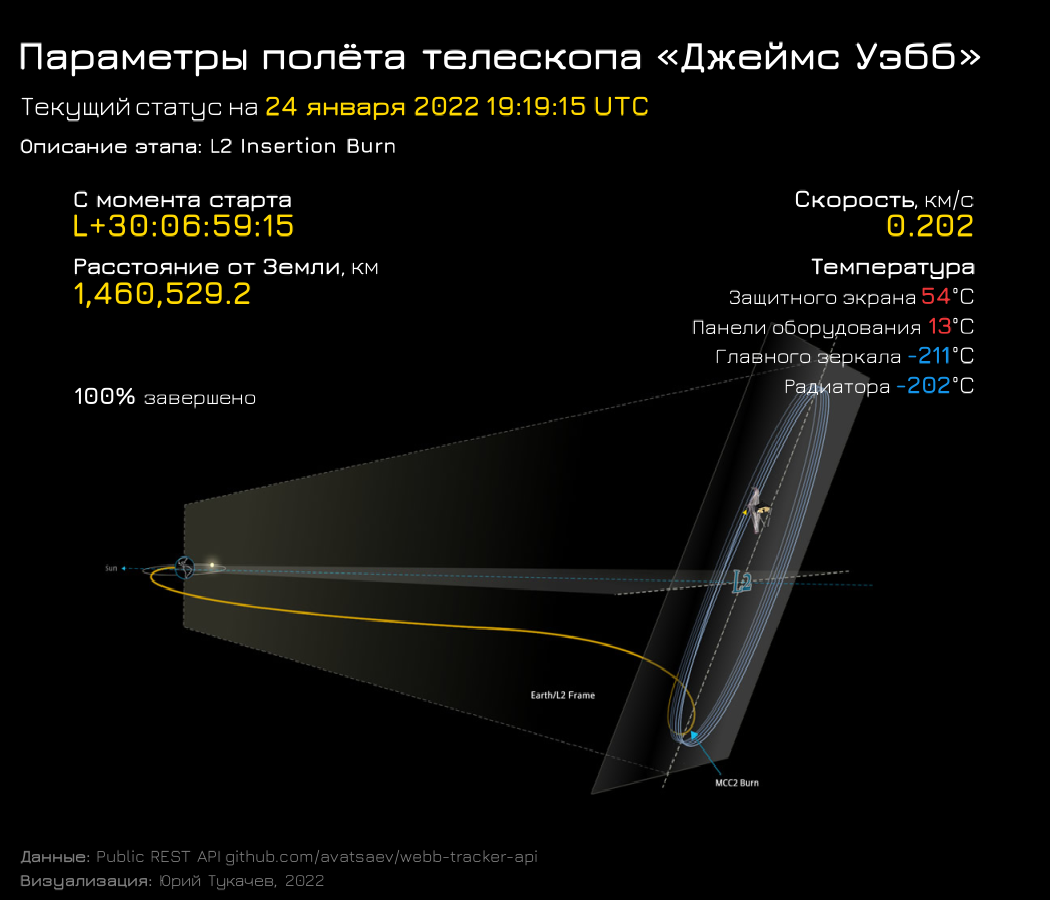 Параметры полёта телескопа «Джеймс Уэбб»
Текущий статус на 24 января 2022 19:19:15 UTC
Описание этапа: L2 Insertion Burn
С момента старта
L+30:06:59:15
Расстояние от Земли, км
1,460,529.2
100% завершено
Скорость, км/с
0.202
Температура
Защитного экрана 54°C
Панели оборудования 13°C
Главного зеркала -211°C
Радиатора -202°C
Sun
L2
Earth/L2 Frame
MCC2 Burn
Данные: Public REST API github.com/avatsaev/webb-tracker-api
Визуализация: Юрий Тукачев, 2022